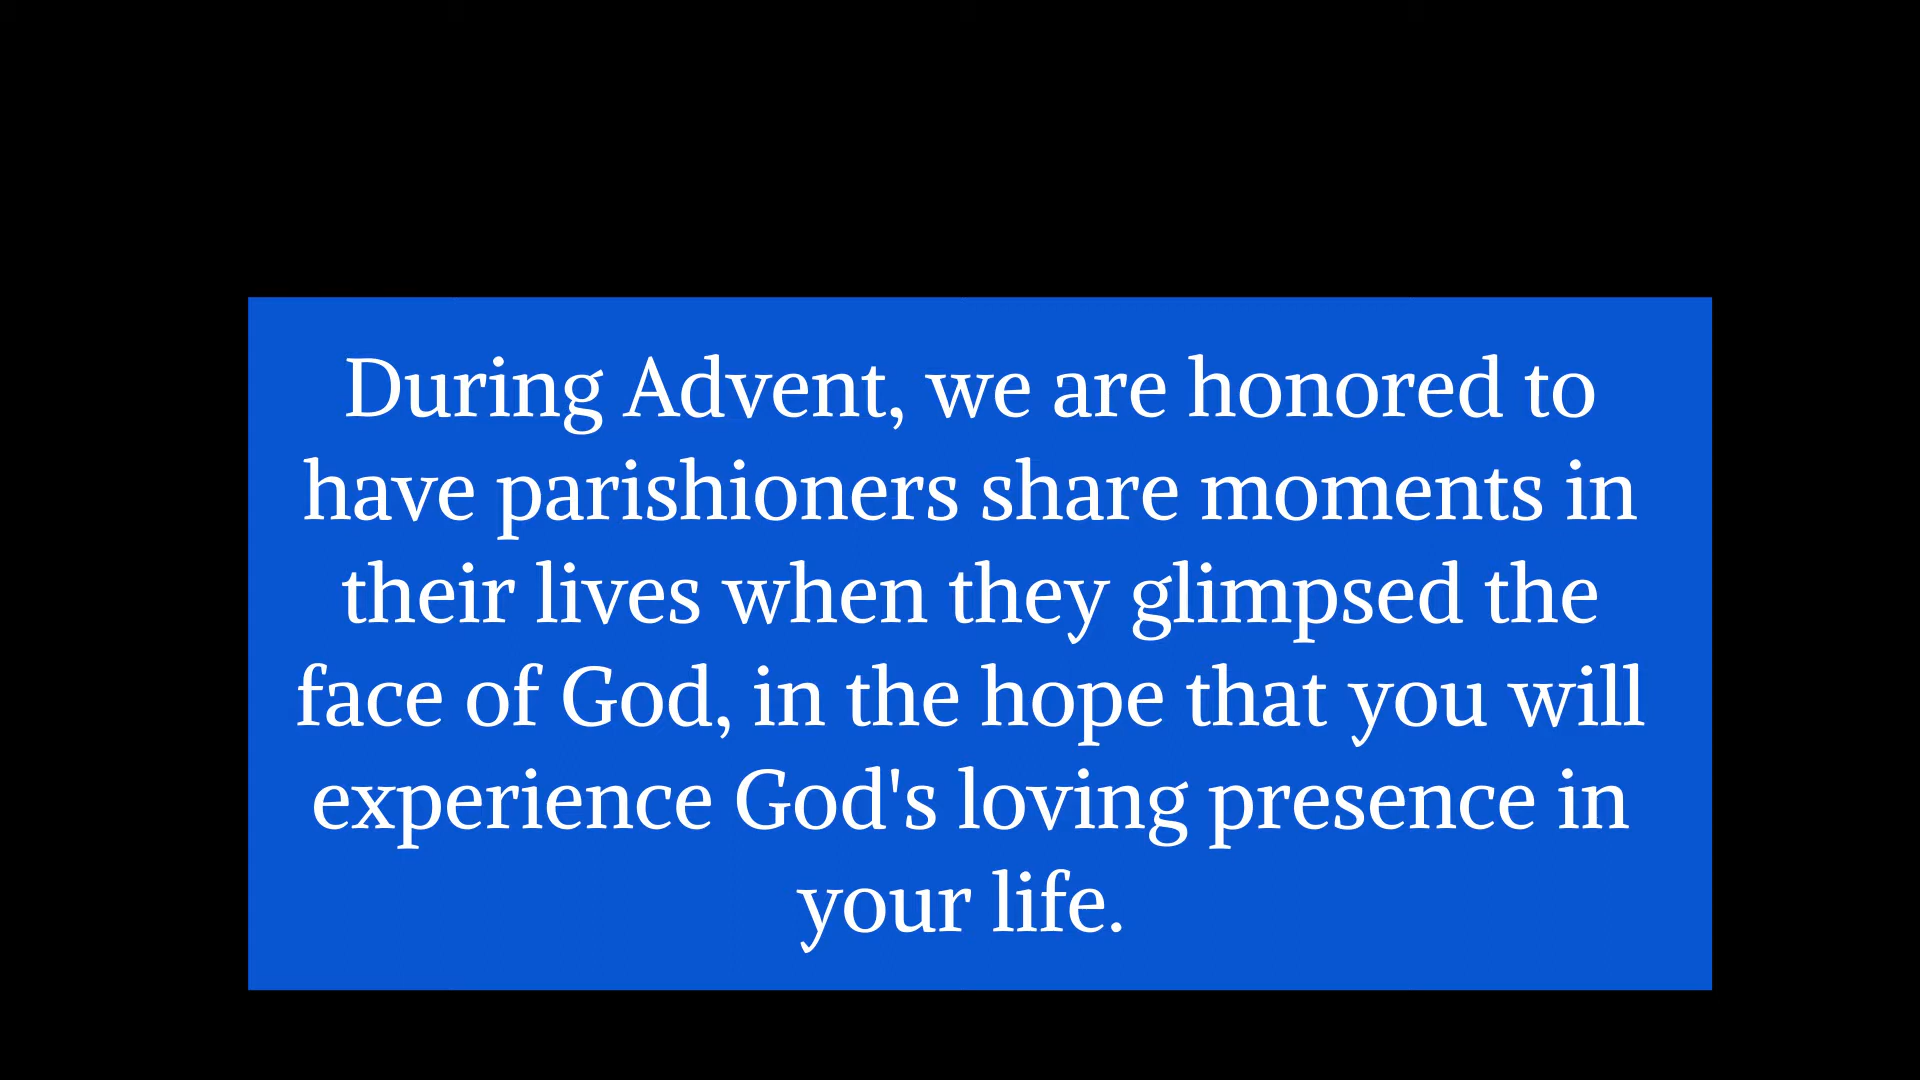 During Advent, we are honored to
have parishioners share moments in
their lives when they glimpsed the
face of God, in the hope that you will
experience God's loving presence in
your life.